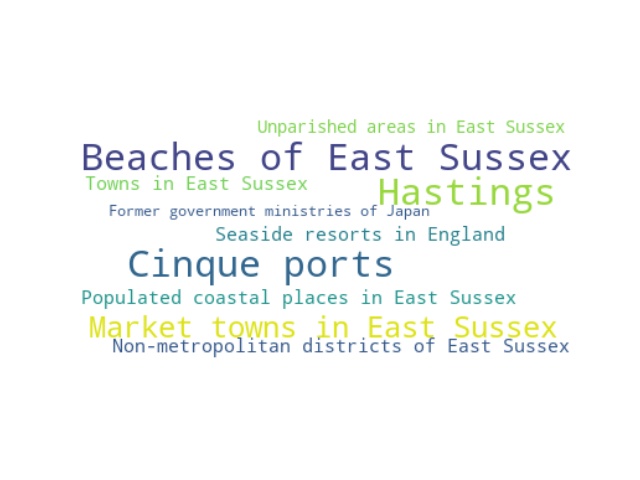 Unparished areas in East Sussex
Beaches of East Sussex
Towns in East Sussex
Hastings
Former government ministries of Japan
Seaside resorts in England
Cinque ports
Populated coastal places in East Sussex
Market towns in East Sussex
Non-metropolitan districts of East Sussex